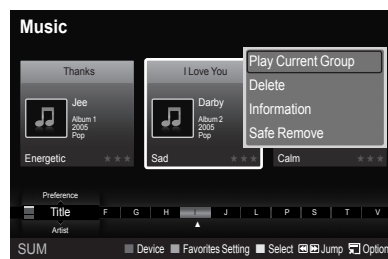 Music
Thanks
Jee
Album 1
2005
Pop
Energetic
I Love You
Darby
Album 2
2005
Pop
Sad
Calm
Play Current Group
Delete
Information
Safe Remove
Preference
Title F G H I J L P S T V
Artist
SUM Device Favorites Setting Select Jump Option